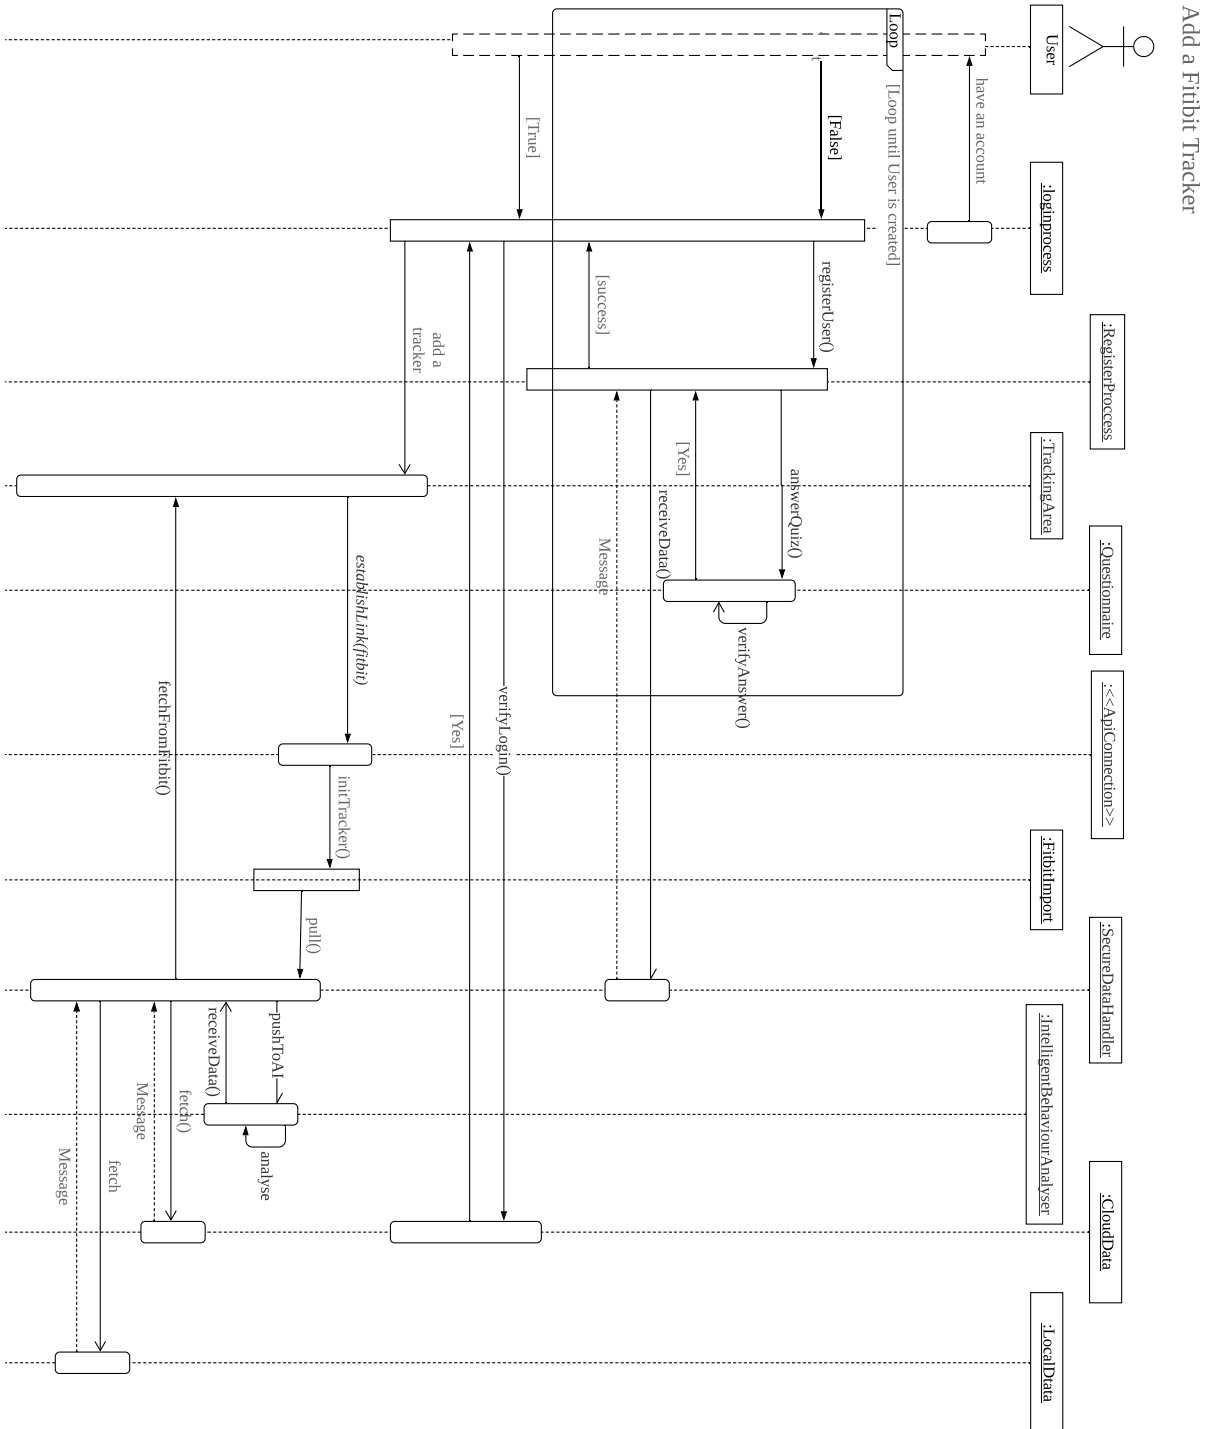 Add a Fitibit Tracker
User
:loginprocess
:RegisterProccess
:TrackingArea
:Questionnaire
:<<ApiConnection>>
:FitbitImport
:SecureDataHandler
:IntelligentBehaviourAnalyser
:CloudData
:LocalDtata
have an account
Loop
[Loop until User is created]
[False]
t
registerUser()
answerQuiz()
verifyAnswer()
[Yes]
receiveData()
Message
[success]
[True]
verifyLogin()
[Yes]
add a
tracker
establishLink(fitbit)
initTracker()
pull()
pushToAI
analyse
receiveData()
fetch()
fetchFromFitbit()
Message
fetch
Message